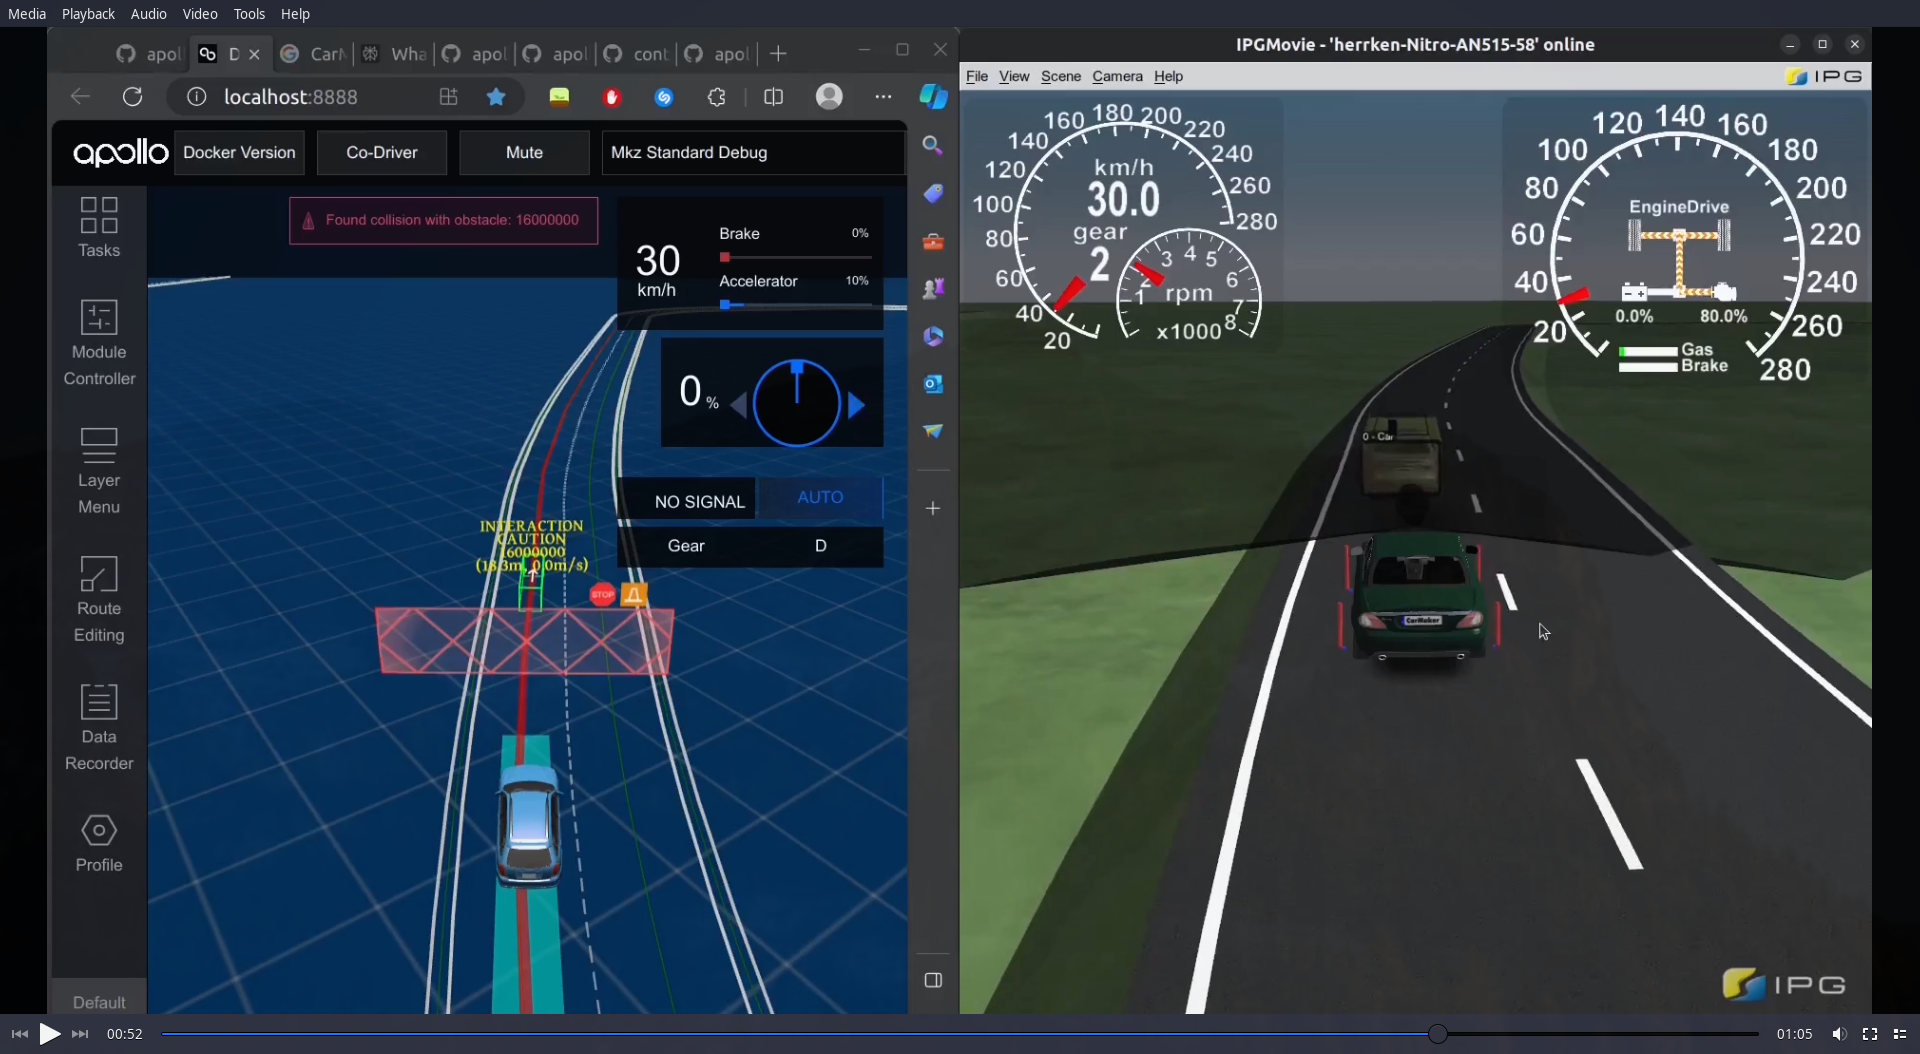 Media Playback Audio Video Tools Help
apol D CarM Wha apol apol cont apol
localhost:8888
apollo Docker Version Co-Driver Mute Mkz Standard Debug
Tasks
Module
Controller
Layer
Menu
Route
Editing
Data
Recorder
Profile
Default
Found collision with obstacle: 16000000
30
km/h
Brake 0%
Accelerator 10%
0 %
NO SIGNAL AUTO
Gear D
INTERACTION
CAUTION
16000000
(18.3m, 0.0m/s)
STOP
IPGMovie - 'herrken-Nitro-AN515-58' online
File View Scene Camera Help
IPG
20 40 60 80 100 120 140 160 180 200 220 240 260 280
km/h
30.0
gear
2
1 2 3 4 5 6 7 8
rpm
x1000
20 40 60 80 100 120 140 160 180 200 220 240 260 280
EngineDrive
0.0% 80.0%
Gas
Brake
0 - Car
CarMaker
IPG
00:52 01:05